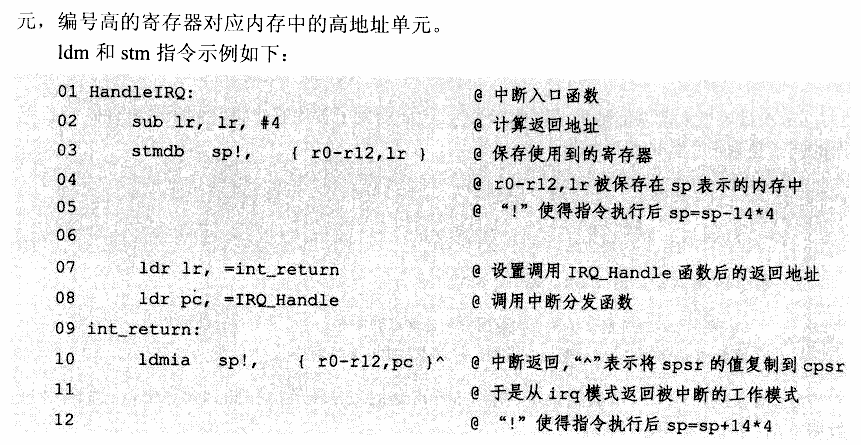 元，编号高的寄存器对应内存中的高地址单元。
ldm 和 stm 指令示例如下：
01 HandleIRQ: @ 中断入口函数
02 sub lr, lr, #4 @ 计算返回地址
03 stmdb sp!, { r0-r12,lr } @ 保存使用到的寄存器
04 @ r0-r12,lr 被保存在 sp 表示的内存中
05 @ “!”使得指令执行后 sp=sp-14*4
06
07 ldr lr, =int_return @ 设置调用 IRQ_Handle 函数后的返回地址
08 ldr pc, =IRQ_Handle @ 调用中断分发函数
09 int_return:
10 ldmia sp!, { r0-r12,pc }^ @ 中断返回,“^”表示将 spsr 的值复制到 cpsr
11 @ 于是从 irq 模式返回被中断的工作模式
12 @ “!”使得指令执行后 sp=sp+14*4